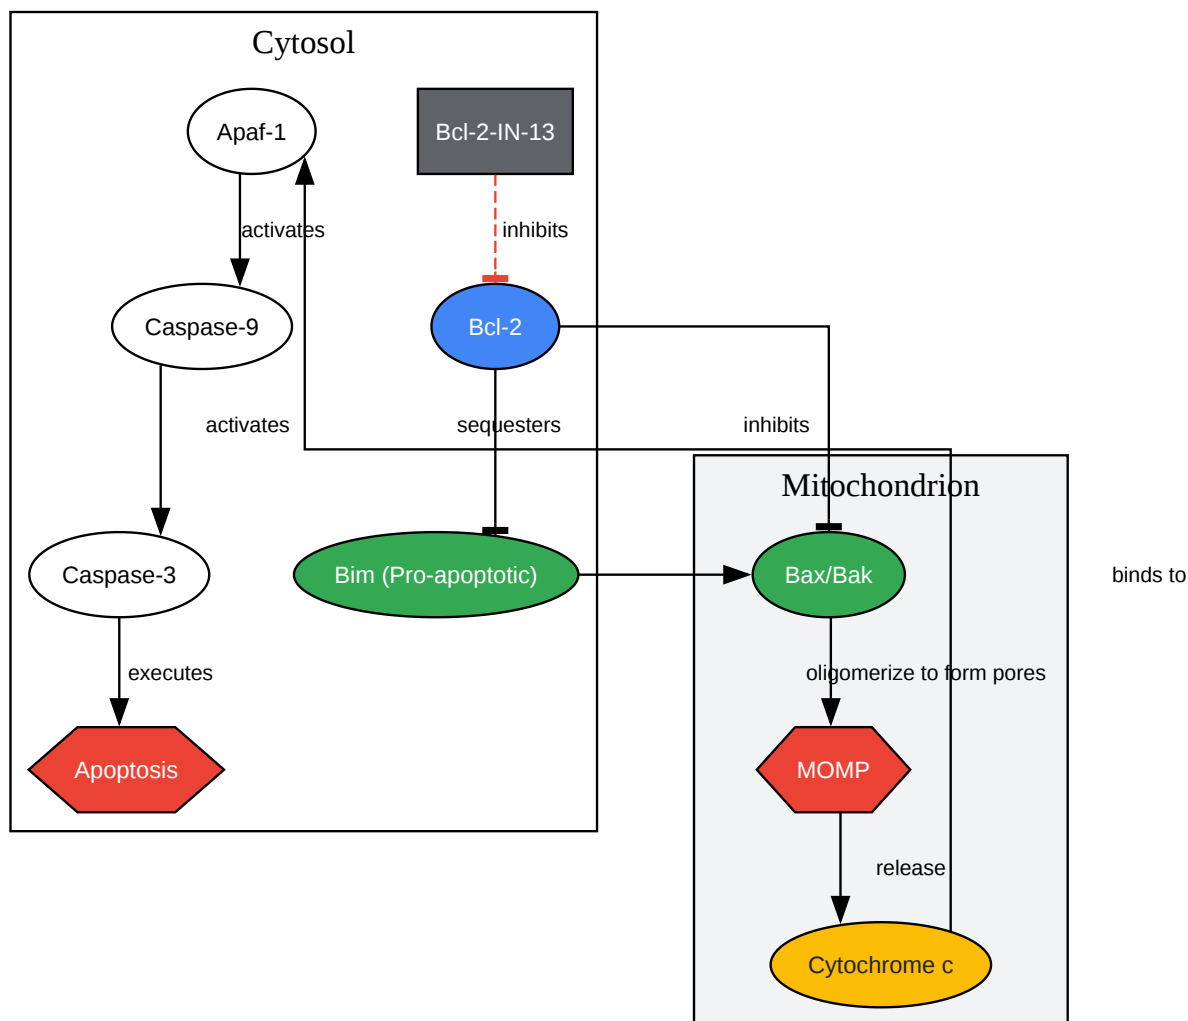 Cytosol
Apaf-1
Bcl-2-IN-13
activates
inhibits
Caspase-9
Bcl-2
activates
sequesters
inhibits
Mitochondrion
Caspase-3
Bim (Pro-apoptotic)
Bax/Bak
binds to
executes
oligomerize to form pores
Apoptosis
MOMP
release
Cytochrome c